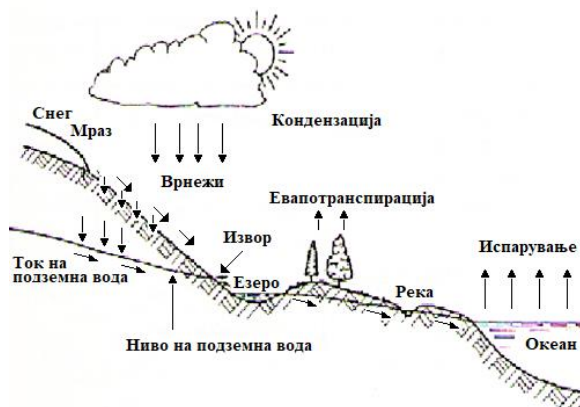 Снег
Мраз
Кондензација
Врнежи
Евапотранспирација
Извор
Испарување
Ток на
подземна вода
Езеро
Река
Ниво на подземна вода
Океан